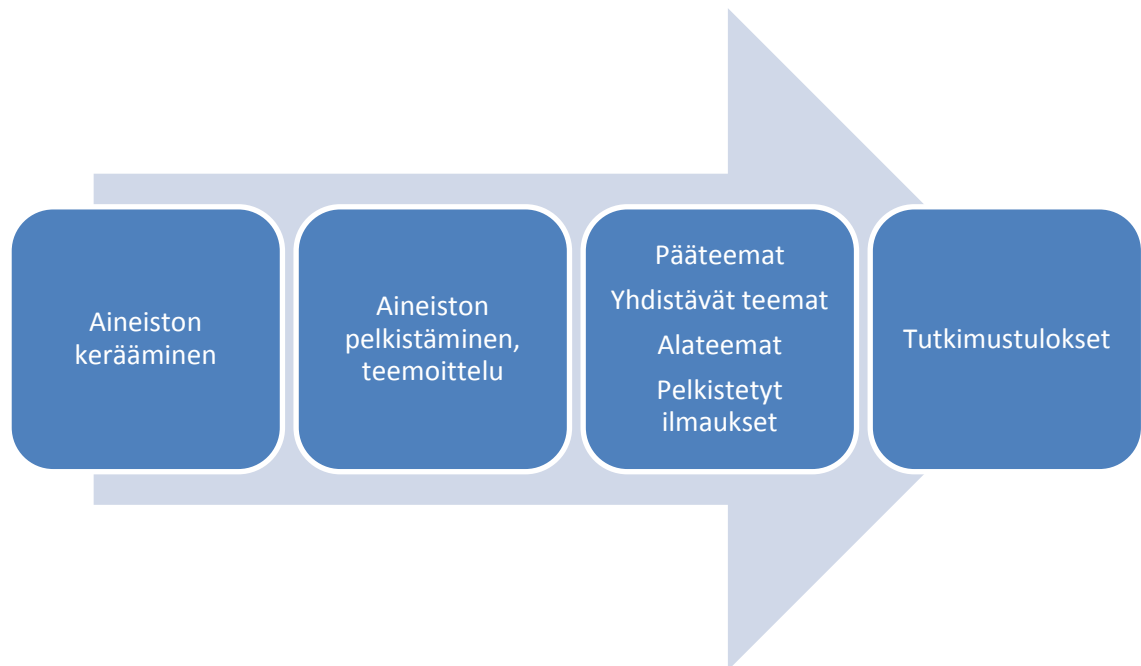 Aineiston
kerääminen
Aineiston
pelkistäminen,
teemoittelu
Pääteemat
Yhdistävät teemat
Alateemat
Pelkistetyt
ilmaukset
Tutkimustulokset